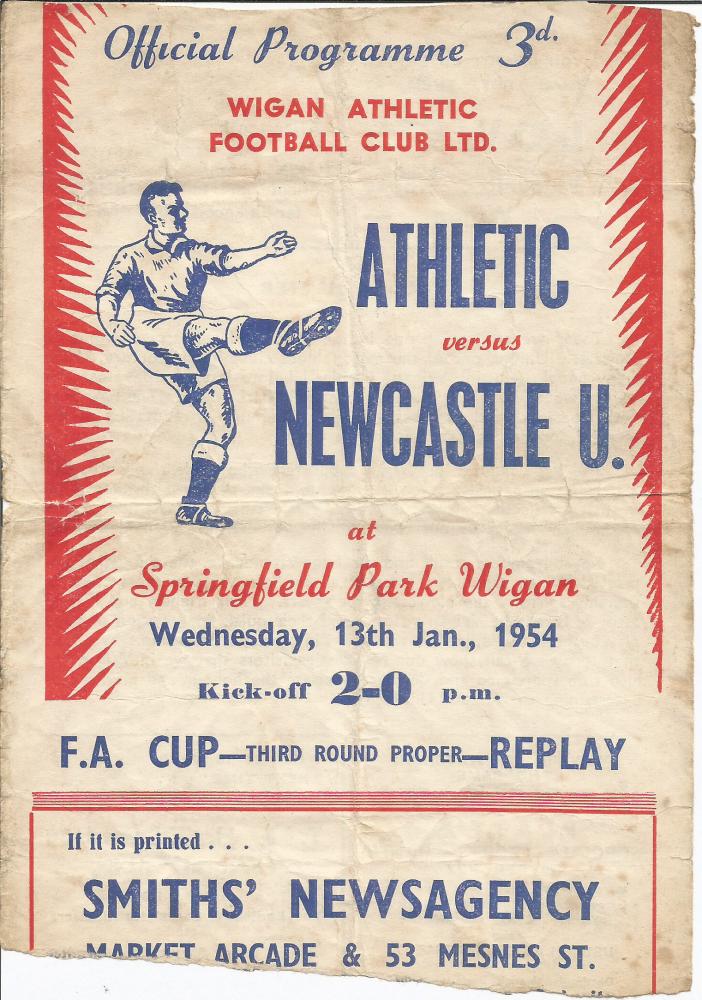 Official Programme 3d.
WIGAN ATHLETIC
FOOTBALL CLUB LTD.
ATHLETIC
versus
NEWCASTLE U.
at
Springfield Park Wigan
Wednesday, 13th Jan., 1954
Kick-off 2-0 p.m.
F.A. CUP—THIRD ROUND PROPER—REPLAY
If it is printed . . .
SMITHS' NEWSAGENCY
MARKET ARCADE & 53 MESNES ST.